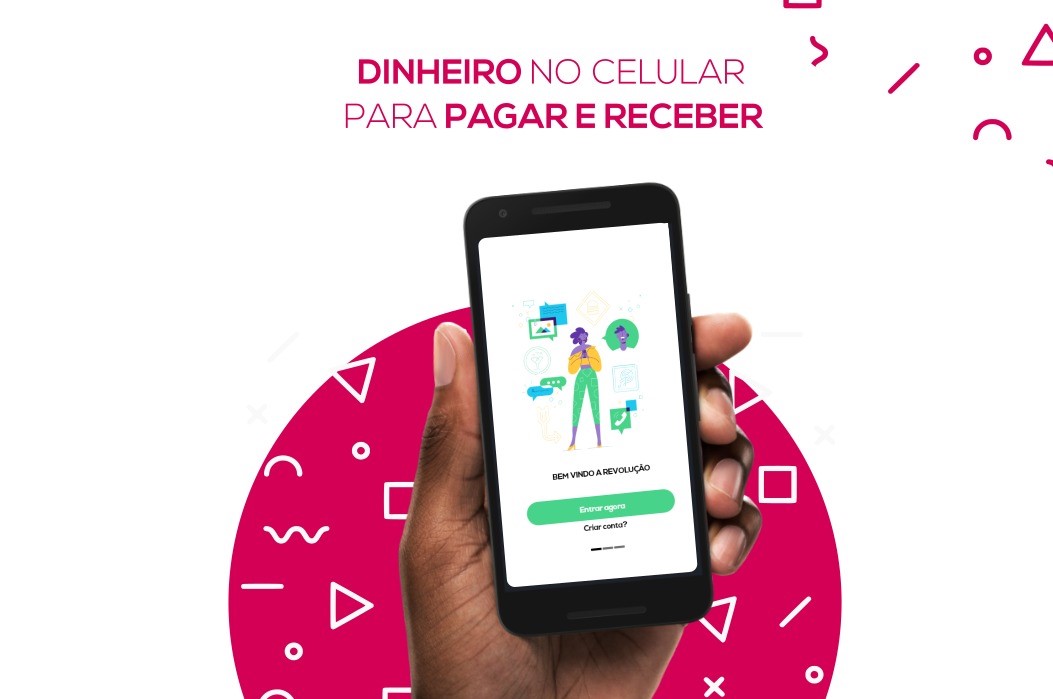 DINHEIRO NO CELULAR
PARA PAGAR E RECEBER
BEM VINDO A REVOLUÇÃO
Entrar agora
Criar conta?